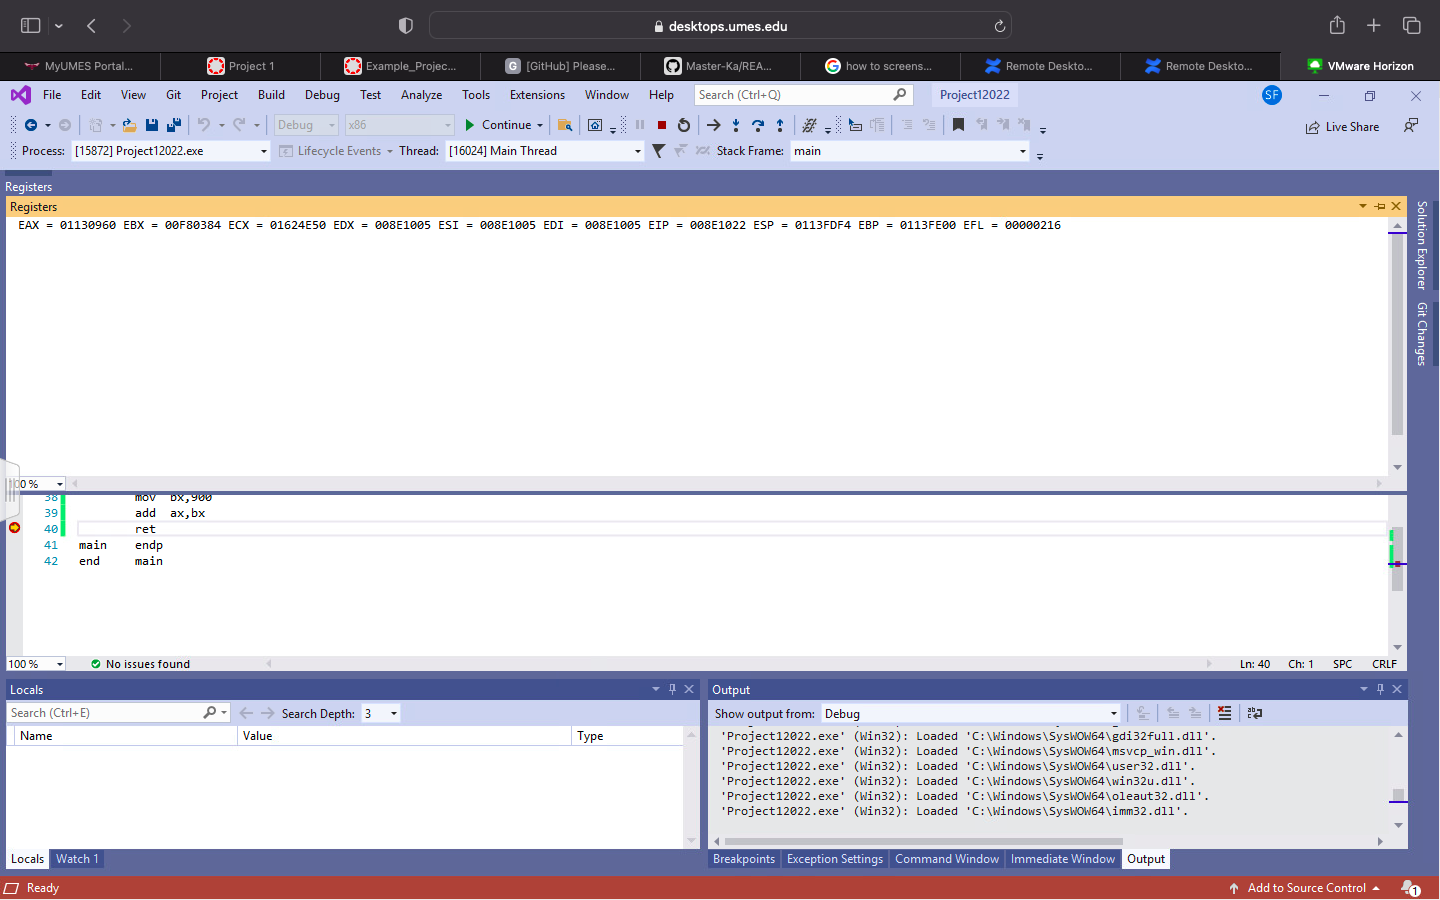 desktops.umes.edu
MyUMES Portal... Project 1 Example_Projec... [GitHub] Please... Master-Ka/REA... how to screens... Remote Deskto... Remote Deskto... VMware Horizon
File Edit View Git Project Build Debug Test Analyze Tools Extensions Window Help Search (Ctrl+Q) Project12022 SF
Debug x86 Continue Live Share
Process: [15872] Project12022.exe Lifecycle Events Thread: [16024] Main Thread Stack Frame: main
Registers
Registers
EAX = 01130960 EBX = 00F80384 ECX = 01624E50 EDX = 008E1005 ESI = 008E1005 EDI = 008E1005 EIP = 008E1022 ESP = 0113FDF4 EBP = 0113FE00 EFL = 00000216
Solution Explorer
Git Changes
38 mov bx,900
39 add ax,bx
40 ret
41 main endp
42 end main
100 % No issues found Ln: 40 Ch: 1 SPC CRLF
Locals
Search (Ctrl+E) Search Depth: 3
Name Value Type
Locals Watch 1
Output
Show output from: Debug
'Project12022.exe' (Win32): Loaded 'C:\Windows\SysWOW64\gdi32full.dll'.
'Project12022.exe' (Win32): Loaded 'C:\Windows\SysWOW64\msvcp_win.dll'.
'Project12022.exe' (Win32): Loaded 'C:\Windows\SysWOW64\user32.dll'.
'Project12022.exe' (Win32): Loaded 'C:\Windows\SysWOW64\win32u.dll'.
'Project12022.exe' (Win32): Loaded 'C:\Windows\SysWOW64\oleaut32.dll'.
'Project12022.exe' (Win32): Loaded 'C:\Windows\SysWOW64\imm32.dll'.
Breakpoints Exception Settings Command Window Immediate Window Output
Ready Add to Source Control 1